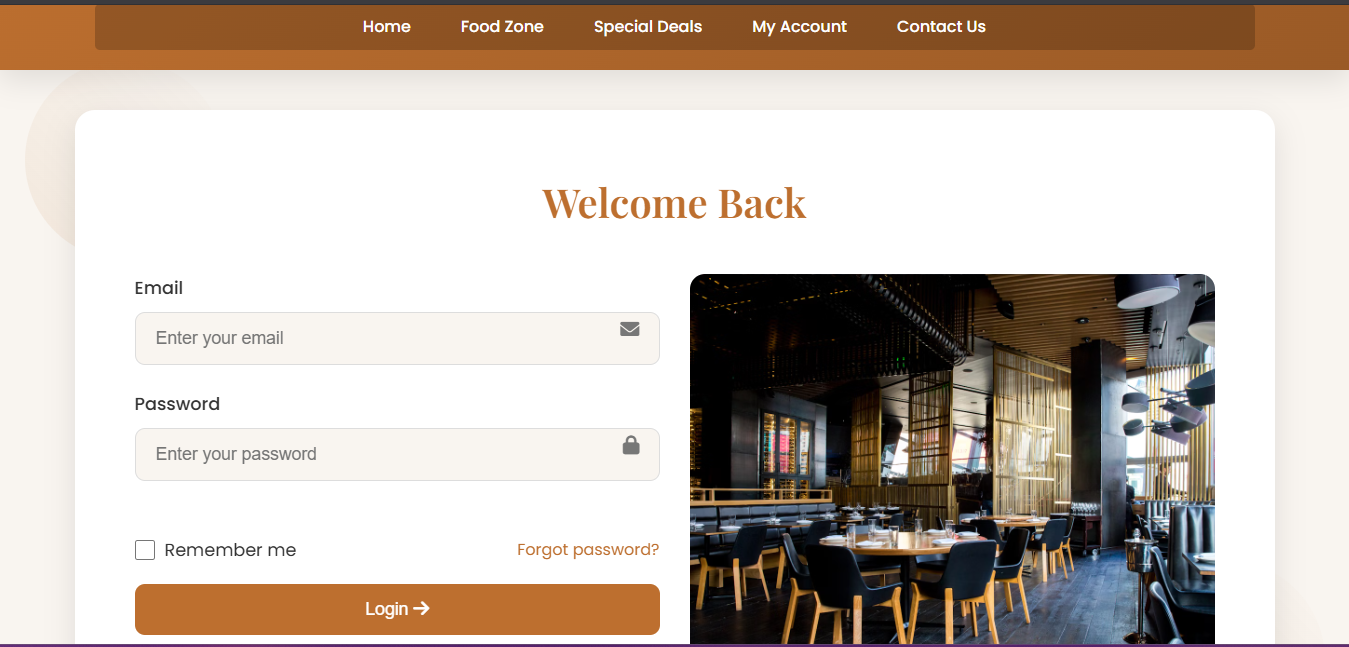 Home Food Zone Special Deals My Account Contact Us
Welcome Back
Email
Enter your email
Password
Enter your password
Remember me Forgot password?
Login